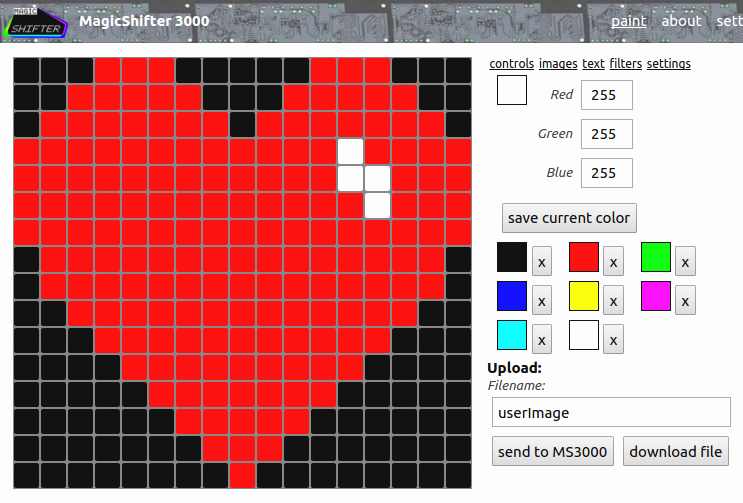 MAGIC
SHIFTER
MagicShifter 3000
paint about sett
controls images text filters settings
Red 255
Green 255
Blue 255
save current color
x x x
x x x
x x
Upload:
Filename:
userImage
send to MS3000 download file